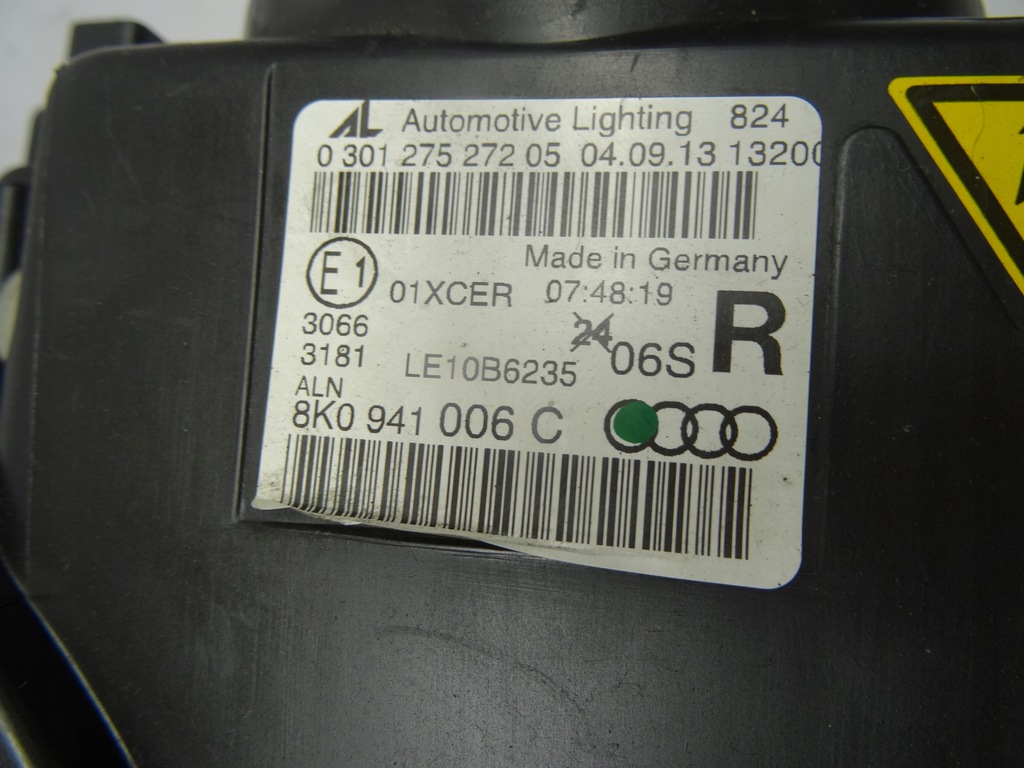 AL Automotive Lighting 824
0 301 275 272 05 04.09.13 1320
Made in Germany
E1 01XCER 07:48:19
3066 24 06S R
3181 LE10B6235
ALN
8K0 941 006 C